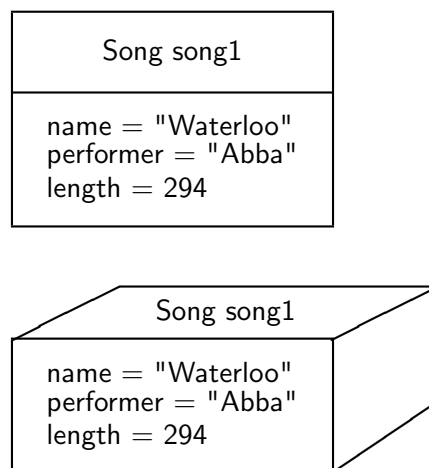 Song song1
name = "Waterloo"
performer = "Abba"
length = 294
Song song1
name = "Waterloo"
performer = "Abba"
length = 294